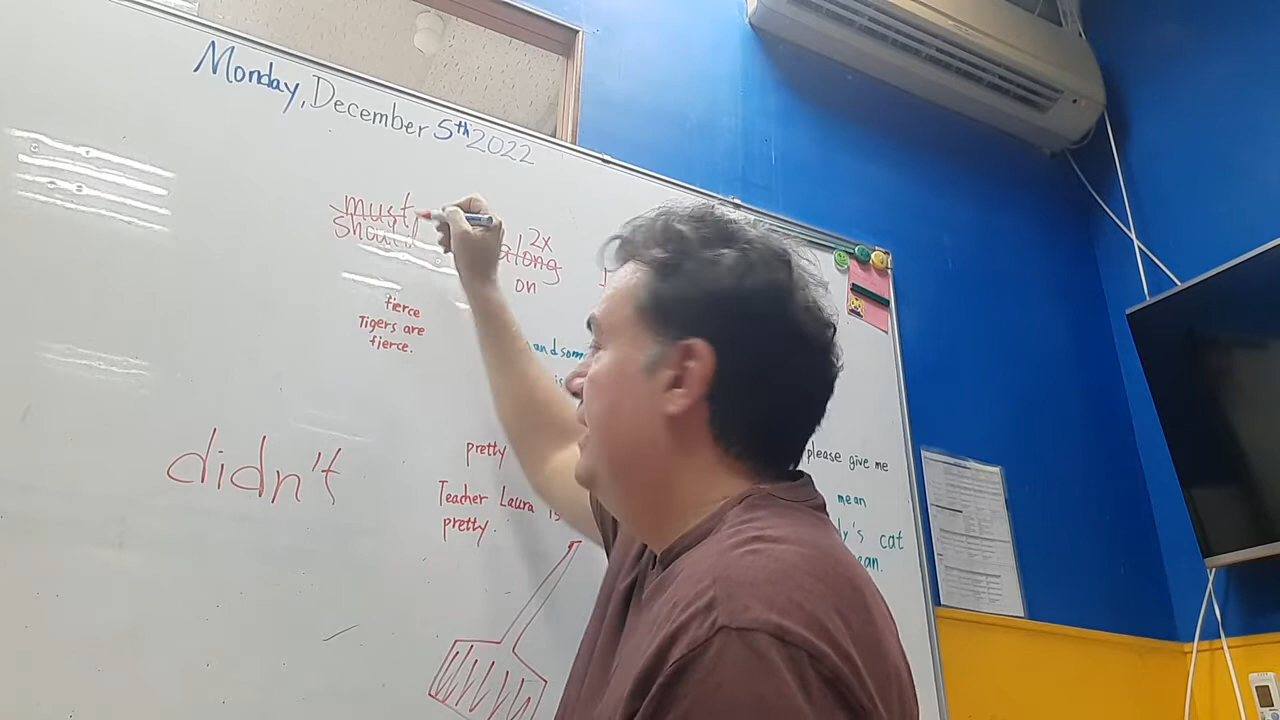 Monday, December 5th 2022
must
should
2x
along
on
fierce
Tigers are
fierce.
didn't
pretty
Teacher Laura is
pretty.
please give me
mean
cat